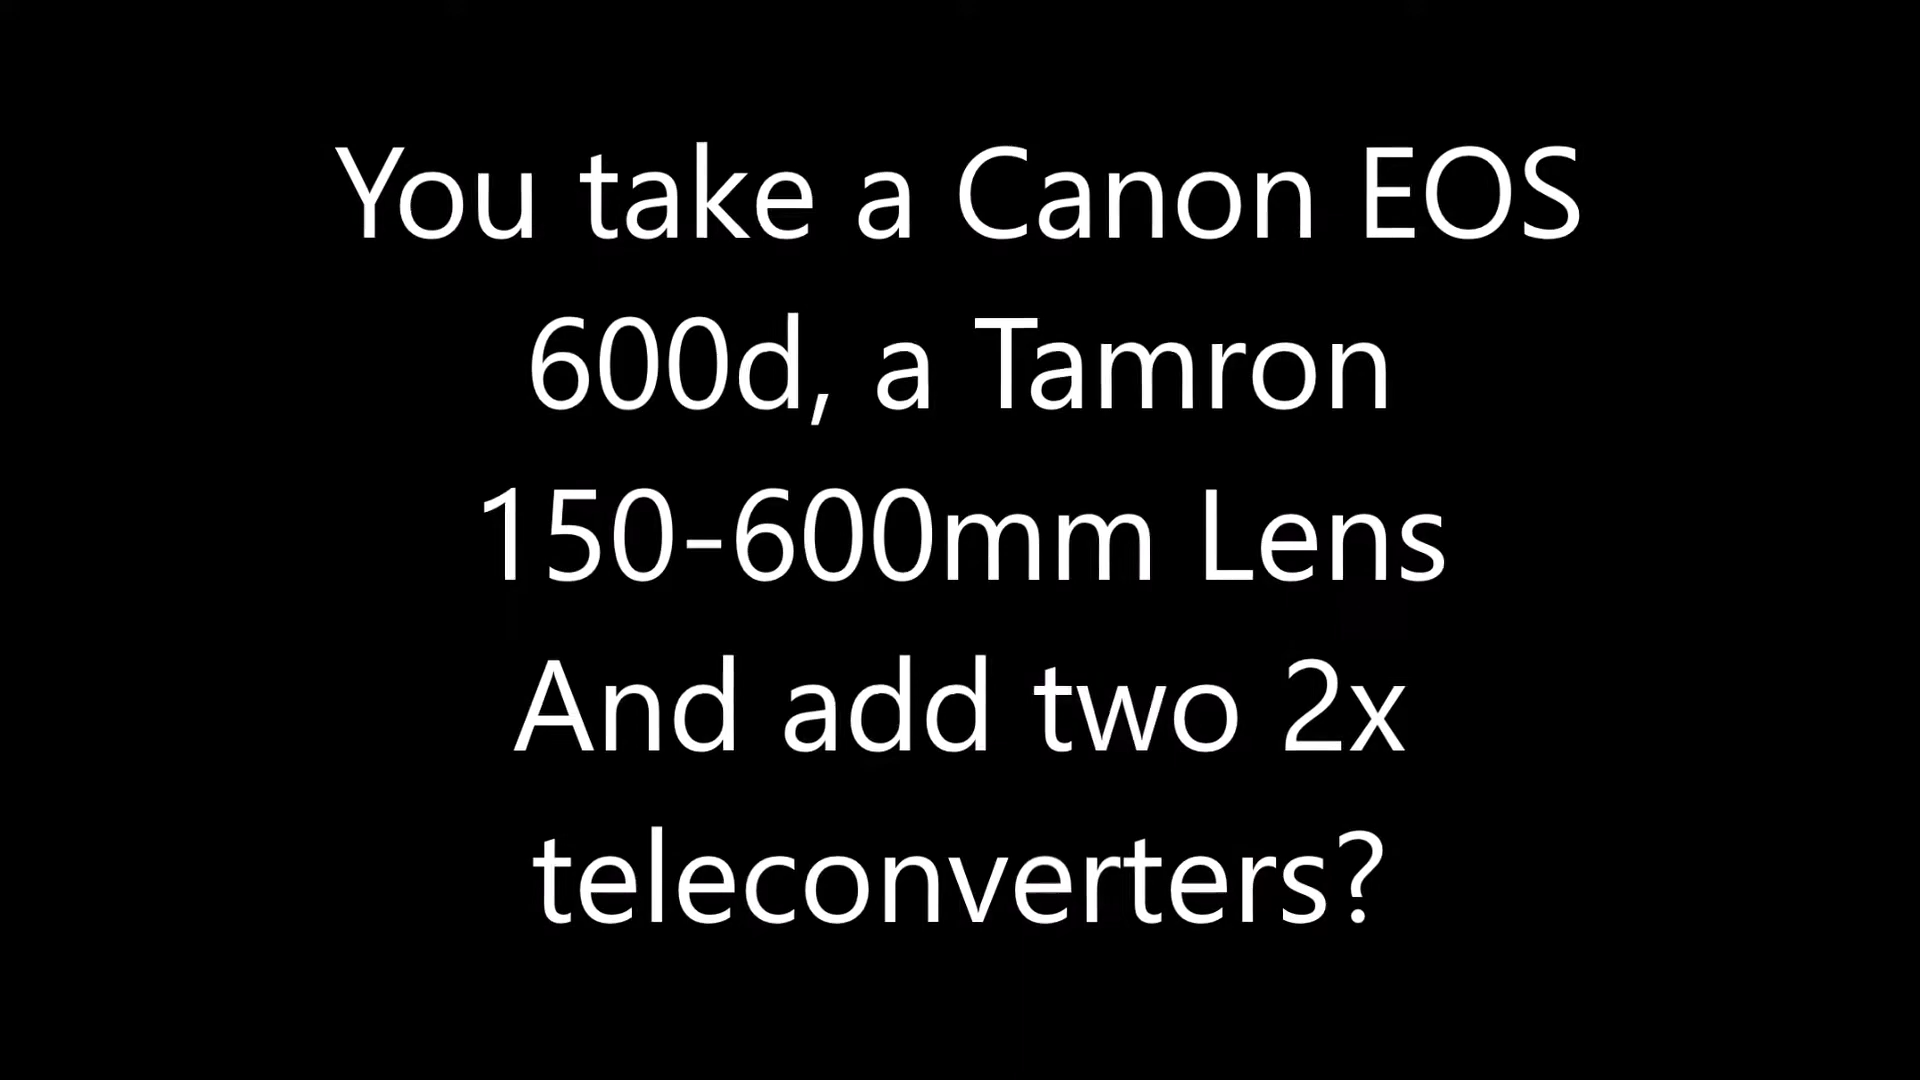 You take a Canon EOS
600d, a Tamron
150-600mm Lens
And add two 2x
teleconverters?